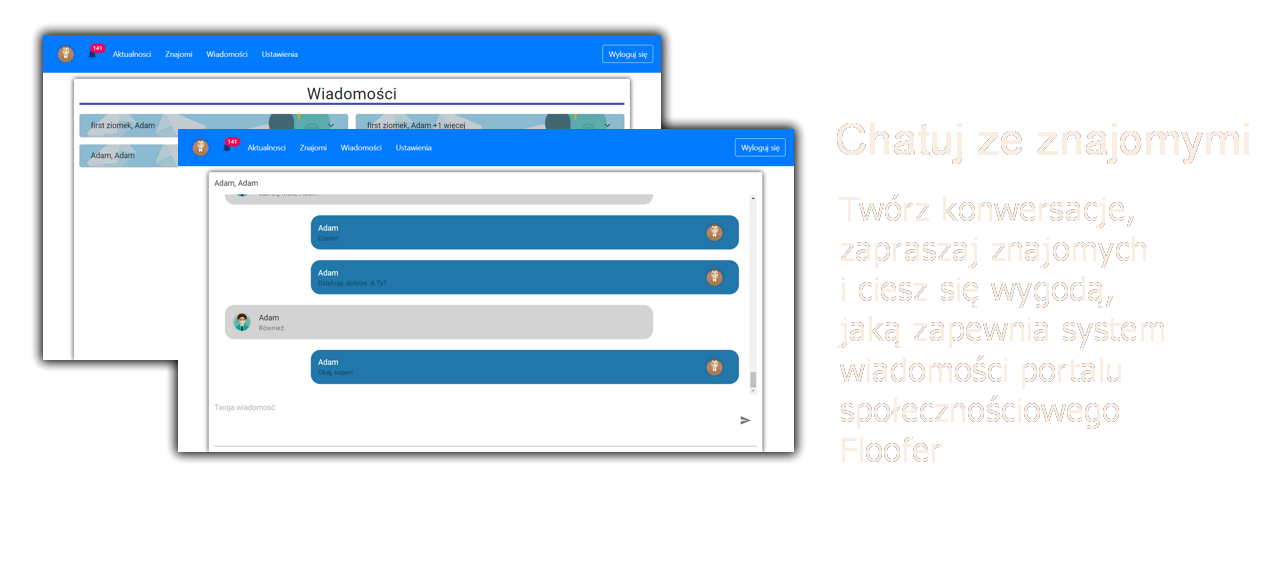 141
Aktualnosci Znajomi Wiadomości Ustawienia
Wyloguj się
Wiadomości
first ziomek, Adam
first ziomek, Adam +1 więcej
Adam, Adam
141
Aktualnosci Znajomi Wiadomości Ustawienia
Wyloguj się
Adam, Adam
Adam
Cześć!
Adam
Dziękuję, dobrze. A Ty?
Adam
Również.
Adam
Okej, super!
Twoja wiadomość
Chatuj ze znajomymi
Twórz konwersacje,
zapraszaj znajomych
i ciesz się wygodą,
jaką zapewnia system
wiadomości portalu
społecznościowego
Floofer